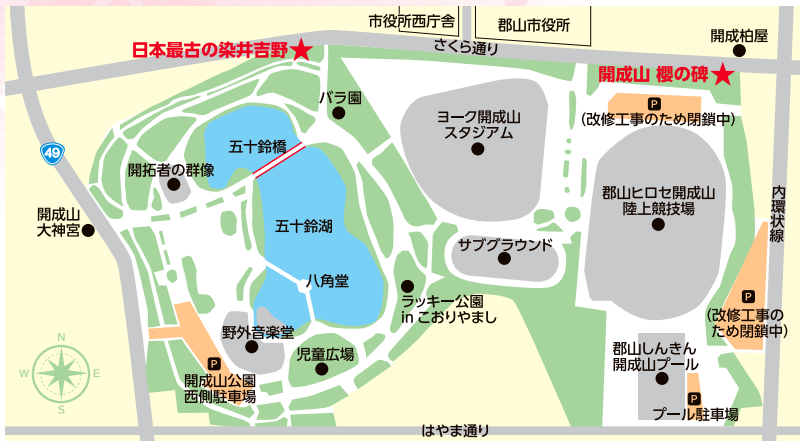 市役所西庁舎
郡山市役所
日本最古の染井吉野★
さくら通り
開成柏屋
開成山 櫻の碑★
バラ園
P
(改修工事のため閉鎖中)
ヨーク開成山
スタジアム
五十鈴橋
49
開拓者の群像
郡山ヒロセ開成山
陸上競技場
内環状線
開成山
大神宮
五十鈴湖
サブグラウンド
八角堂
ラッキー公園
in こおりやまし
P
(改修工事の
ため閉鎖中)
野外音楽堂
児童広場
郡山しんきん
開成山プール
N
W E
S
P
開成山公園
西側駐車場
P
プール駐車場
はやま通り